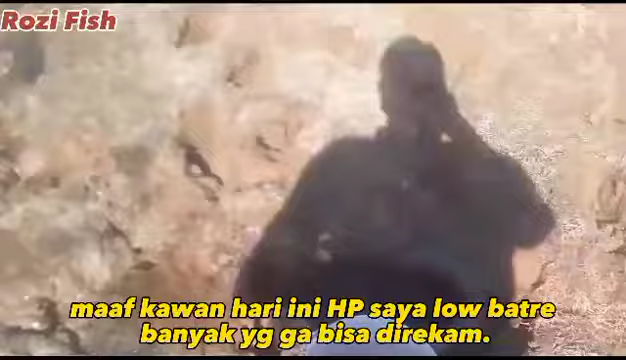 Rozi Fish
maaf kawan hari ini HP saya low batre
banyak yg ga bisa direkam.